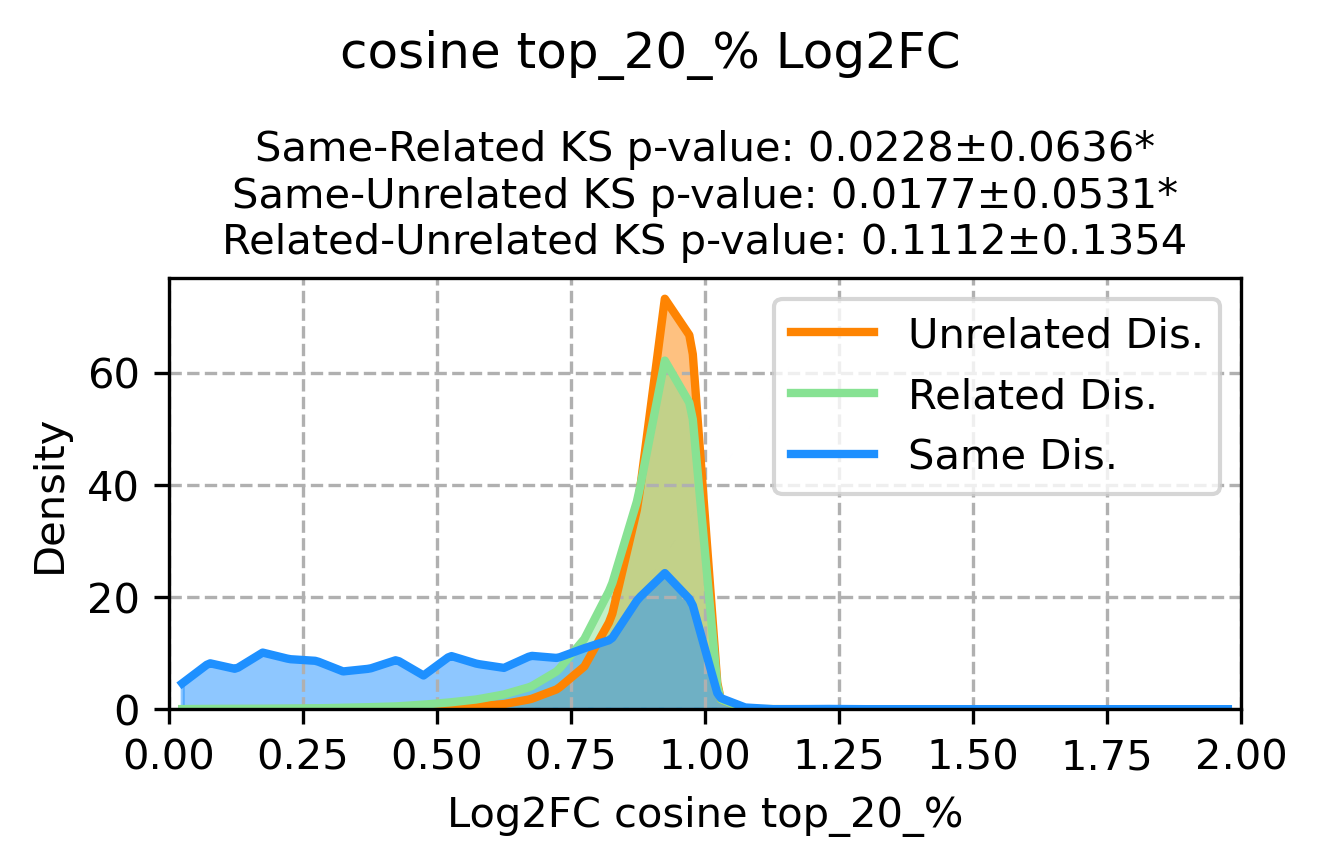 cosine top_20_% Log2FC
Same-Related KS p-value: 0.0228±0.0636*
Same-Unrelated KS p-value: 0.0177±0.0531*
Related-Unrelated KS p-value: 0.1112±0.1354
Unrelated Dis.
Related Dis.
Same Dis.
Density
60
40
20
0
0.00 0.25 0.50 0.75 1.00 1.25 1.50 1.75 2.00
Log2FC cosine top_20_%